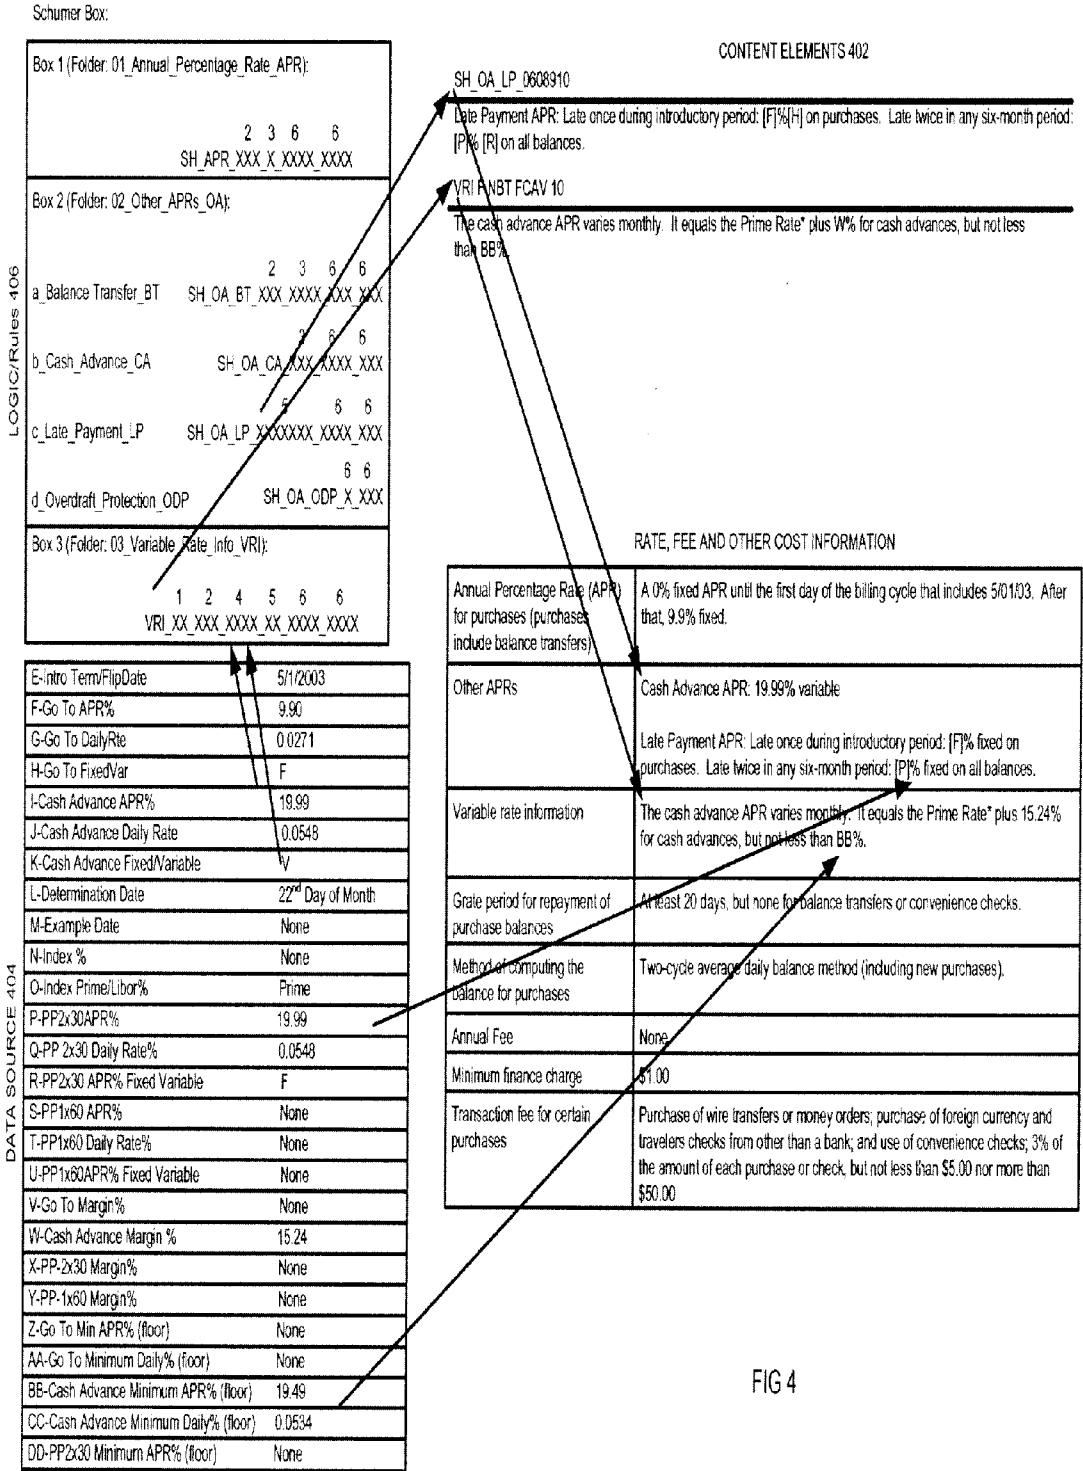 Schumer Box:
Box 1 (Folder: 01_Annual_Percentage_Rate_APR):
2 3 6 6
SH_APR_XXX_X_XXXX_XXXX
Box 2 (Folder: 02_Other_APRs_OA):
2 3 6 6
a_Balance Transfer_BT SH_OA_BT_XXX_XXXX_XXX_XXX
3 6 6
b_Cash_Advance_CA SH_OA_CA_XXX_XXXX_XXX
5 6 6
c_Late_Payment_LP SH_OA_LP_XXXXXXX_XXXX_XXX
6 6
d_Overdraft_Protection_ODP SH_OA_ODP_X_XXX
Box 3 (Folder: 03_Variable_Rate_Info_VRI):
1 2 4 5 6 6
VRI_XX_XXX_XXXX_XX_XXXX_XXXX
LOGIC/Rules 406
E-Intro Term/FlipDate 5/1/2003
F-Go To APR% 9.90
G-Go To DailyRte 0.0271
H-Go To FixedVar F
I-Cash Advance APR% 19.99
J-Cash Advance Daily Rate 0.0548
K-Cash Advance Fixed/Variable V
L-Determination Date 22nd Day of Month
M-Example Date None
N-Index % None
O-Index Prime/Libor% Prime
P-PP2x30APR% 19.99
Q-PP 2x30 Daily Rate% 0.0548
R-PP2x30 APR% Fixed Variable F
S-PP1x60 APR% None
T-PP1x60 Daily Rate% None
U-PP1x60APR% Fixed Variable None
V-Go To Margin% None
W-Cash Advance Margin % 15.24
X-PP-2x30 Margin% None
Y-PP-1x60 Margin% None
Z-Go To Min APR% (floor) None
AA-Go To Minimum Daily% (floor) None
BB-Cash Advance Minimum APR% (floor) 19.49
CC-Cash Advance Minimum Daily% (floor) 0.0534
DD-PP2x30 Minimum APR% (floor) None
DATA SOURCE 404
CONTENT ELEMENTS 402
SH_OA_LP_0608910
Late Payment APR: Late once during introductory period: [F]%[H] on purchases. Late twice in any six-month period:
[P]% [R] on all balances.
VRI P NBT FCAV 10
The cash advance APR varies monthly. It equals the Prime Rate* plus W% for cash advances, but not less
than BB%.
RATE, FEE AND OTHER COST INFORMATION
Annual Percentage Rate (APR)
for purchases (purchases
include balance transfers)
A 0% fixed APR until the first day of the billing cycle that includes 5/01/03. After
that, 9.9% fixed.
Other APRs
Cash Advance APR: 19.99% variable
Late Payment APR: Late once during introductory period: [F]% fixed on
purchases. Late twice in any six-month period: [P]% fixed on all balances.
Variable rate information
The cash advance APR varies monthly. It equals the Prime Rate* plus 15.24%
for cash advances, but not less than BB%.
Grate period for repayment of
purchase balances
At least 20 days, but none for balance transfers or convenience checks.
Method of computing the
balance for purchases
Two-cycle average daily balance method (including new purchases).
Annual Fee
None
Minimum finance charge
$1.00
Transaction fee for certain
purchases
Purchase of wire transfers or money orders; purchase of foreign currency and
travelers checks from other than a bank; and use of convenience checks; 3% of
the amount of each purchase or check, but not less than $5.00 nor more than
$50.00
FIG 4